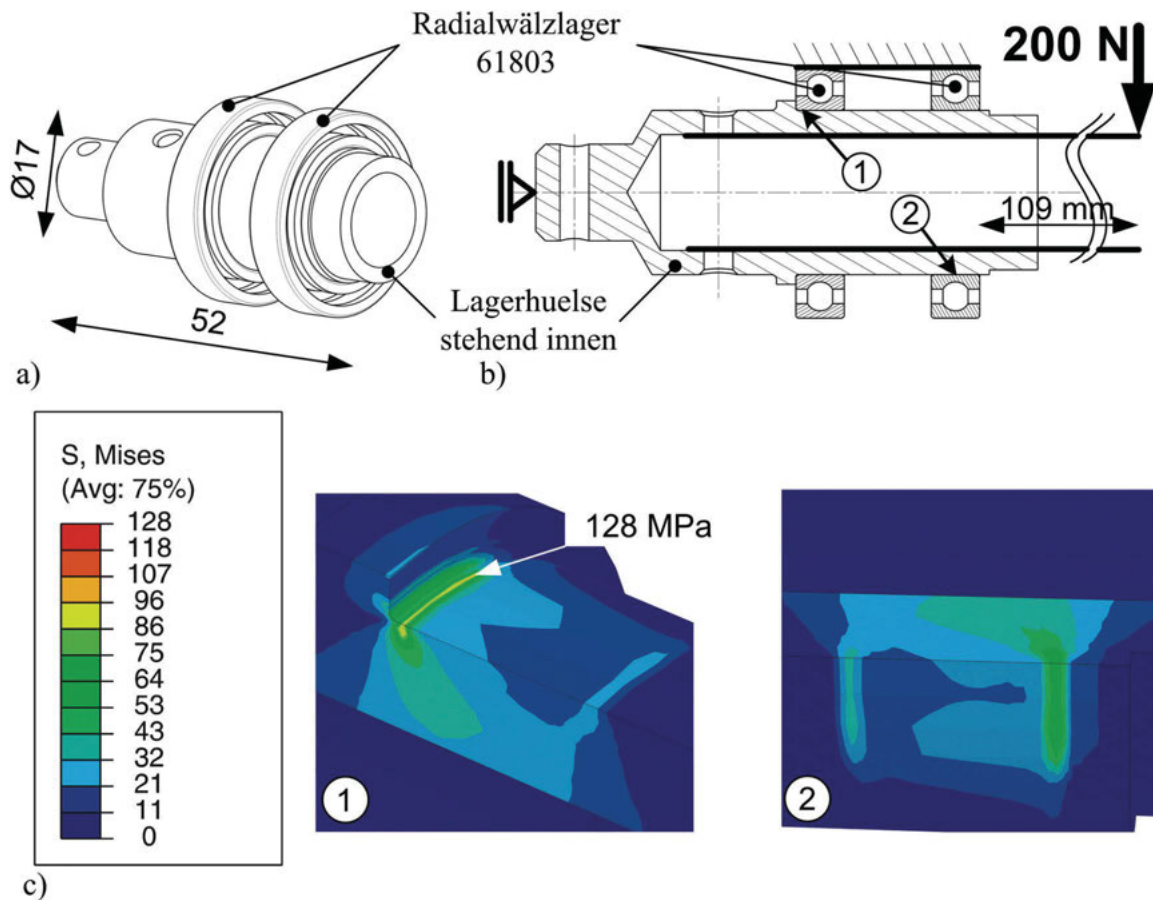 Radialwälzlager
61803
Ø17
52
Lagerhuelse
stehend innen
a)
200 N
1
2
109 mm
b)
S, Mises
(Avg: 75%)
128
118
107
96
86
75
64
53
43
32
21
11
0
128 MPa
1
2
c)